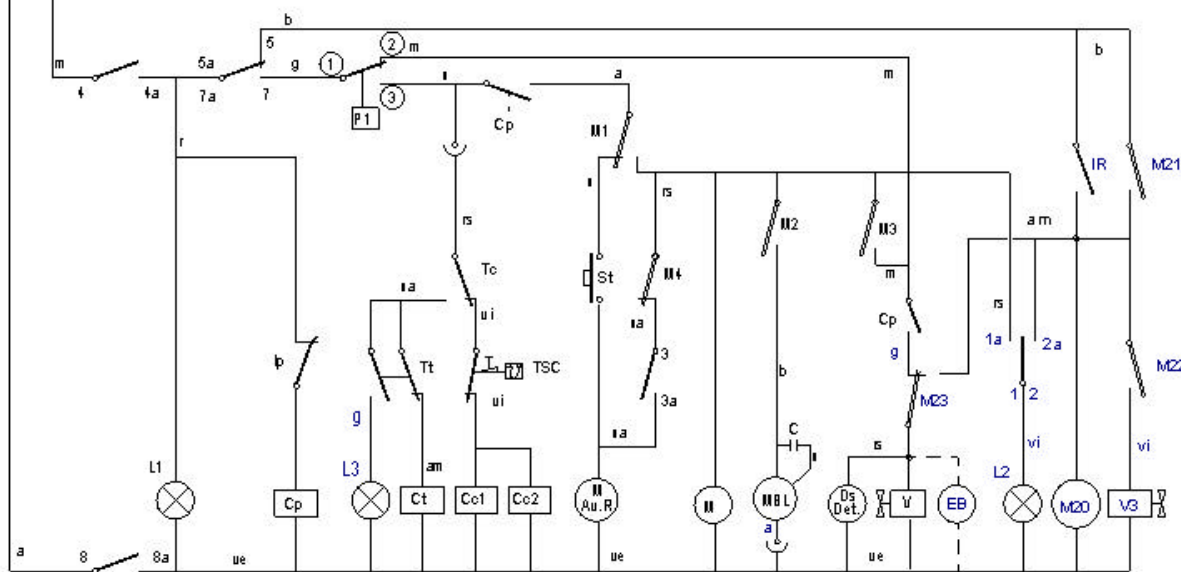 b
5
b
5a
g
1
2
m
m
4
4a
7a
7
3
a
m
P1
Cp
M1
r
IR
M21
rs
rs
M2
M3
am
Tc
St
M4
m
rs
ui
Cp
1a
2a
Ip
Tt
TSC
3
g
M22
b
1
2
g
ui
3a
M23
C
vi
vi
L1
L3
am
rs
L2
Cp
Ct
Cc1
Cc2
M
Au.R
M
MBL
Ds
Det.
V
EB
M20
V3
a
a
8
8a
ue
ue
ue